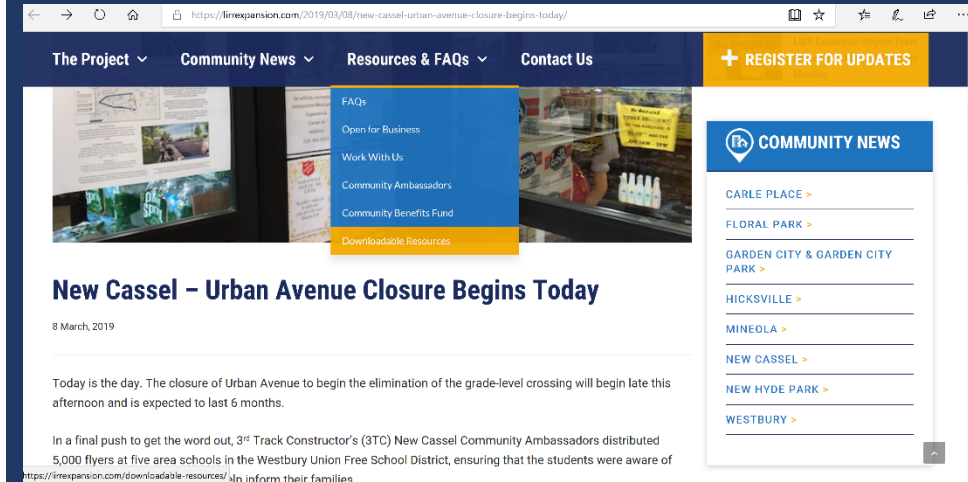 https://lirrexpansion.com/2019/03/08/new-cassel-urban-avenue-closure-begins-today/
The Project
Community News
Resources & FAQs
Contact Us
REGISTER FOR UPDATES
FAQs
Open for Business
Work With Us
Community Ambassadors
Community Benefits Fund
Downloadable Resources
New Cassel – Urban Avenue Closure Begins Today
8 March, 2019
Today is the day. The closure of Urban Avenue to begin the elimination of the grade-level crossing will begin late this
afternoon and is expected to last 6 months.
In a final push to get the word out, 3rd Track Constructor's (3TC) New Cassel Community Ambassadors distributed
5,000 flyers at five area schools in the Westbury Union Free School District, ensuring that the students were aware of
inform their families.
https://lirrexpansion.com/downloadable-resources/
COMMUNITY NEWS
CARLE PLACE >
FLORAL PARK >
GARDEN CITY & GARDEN CITY
PARK >
HICKSVILLE >
MINEOLA >
NEW CASSEL >
NEW HYDE PARK >
WESTBURY >